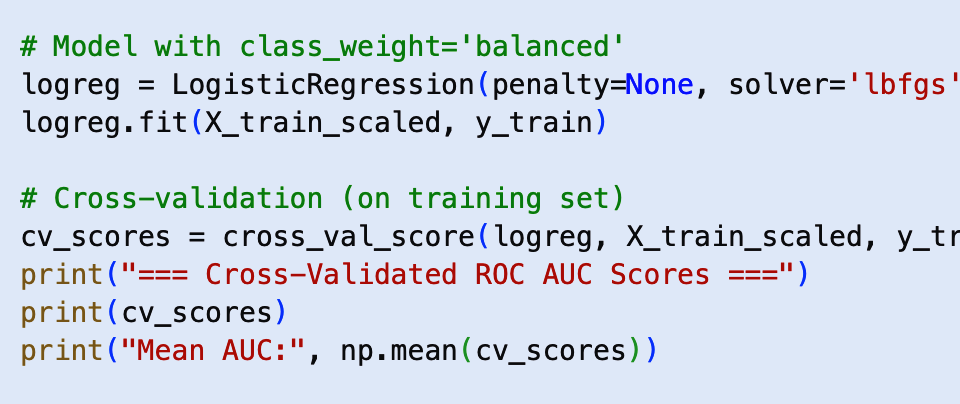 # Model with class_weight='balanced'
logreg = LogisticRegression(penalty=None, solver='lbfgs'
logreg.fit(X_train_scaled, y_train)
# Cross-validation (on training set)
cv_scores = cross_val_score(logreg, X_train_scaled, y_tr
print("=== Cross-Validated ROC AUC Scores ===")
print(cv_scores)
print("Mean AUC:", np.mean(cv_scores))